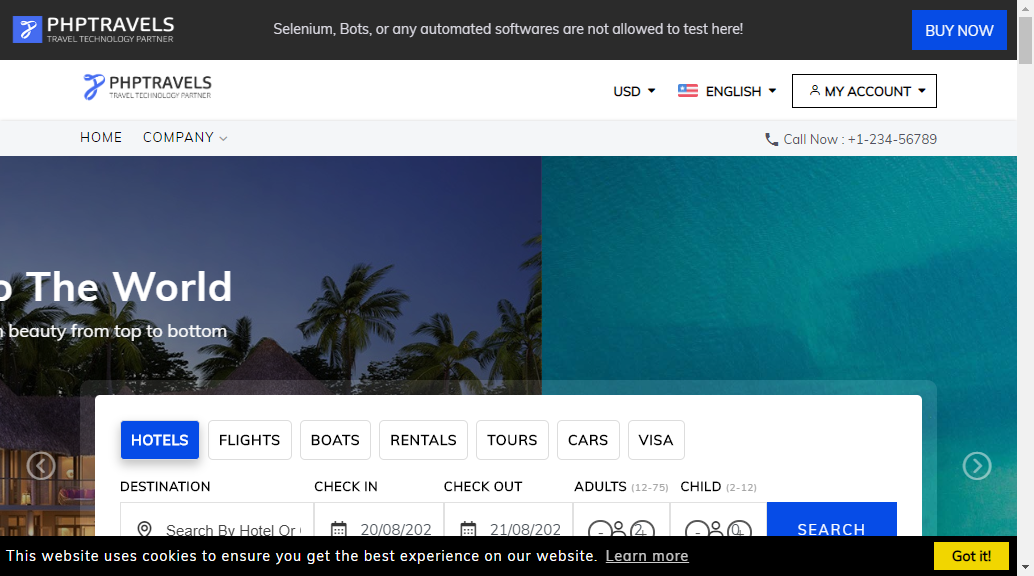 PHPTRAVELS
TRAVEL TECHNOLOGY PARTNER
Selenium, Bots, or any automated softwares are not allowed to test here!
BUY NOW
PHPTRAVELS
TRAVEL TECHNOLOGY PARTNER
USD
ENGLISH
MY ACCOUNT
HOME
COMPANY
Call Now : +1-234-56789
The World
beauty from top to bottom
HOTELS
FLIGHTS
BOATS
RENTALS
TOURS
CARS
VISA
DESTINATION
CHECK IN
CHECK OUT
ADULTS (12-75)
CHILD (2-12)
Search By Hotel Or
20/08/202
21/08/202
- 2
- 0
SEARCH
This website uses cookies to ensure you get the best experience on our website. Learn more
Got it!